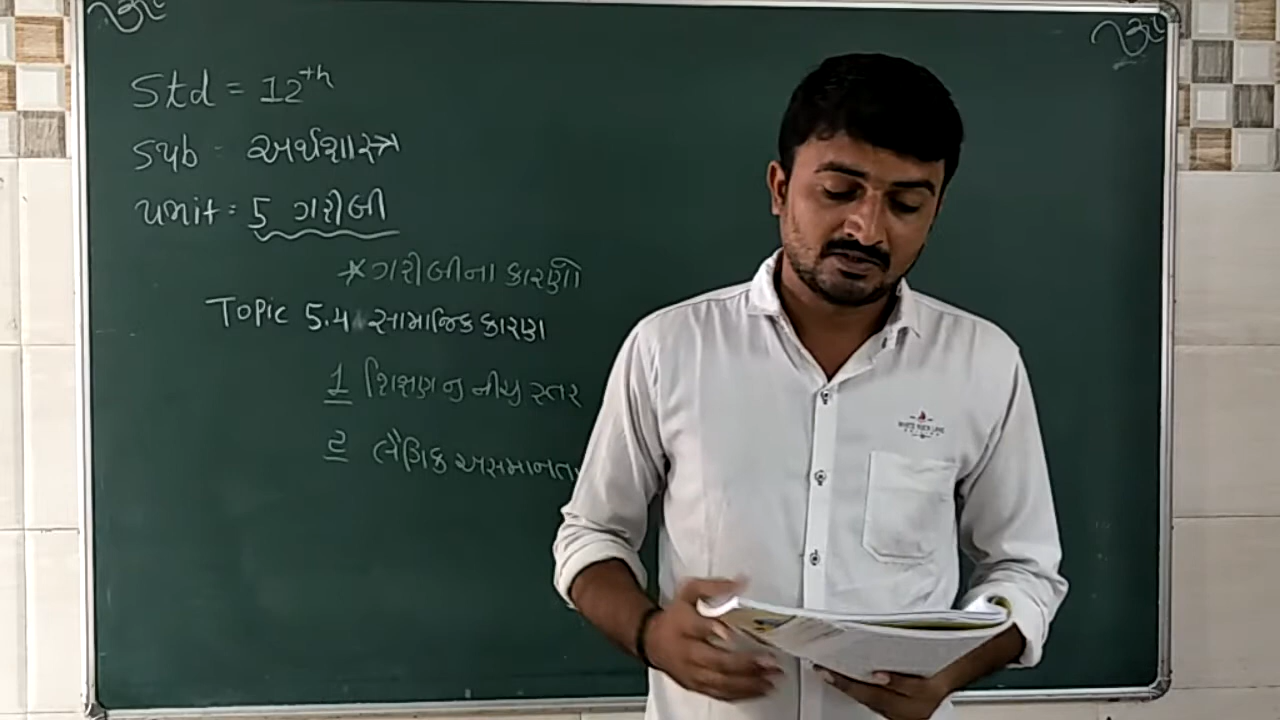 Std = 12th
Sub - અર્થશાસ્ત્ર
Unit = 5 ગરીબી
* ગરીબીના કારણો
Topic 5.4 સામાજિક કારણ
1 શિક્ષણનુ નીચુ સ્તર
૨ લૈંગિક અસમાનતા